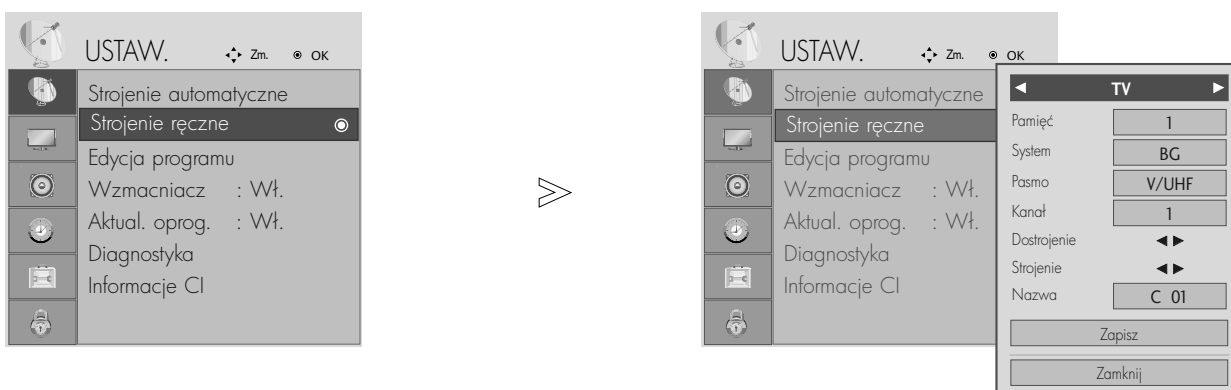 USTAW. Zm. OK
Strojenie automatyczne
Strojenie ręczne
Edycja programu
Wzmacniacz : Wł.
Aktual. oprog. : Wł.
Diagnostyka
Informacje CI
USTAW. Zm. OK
Strojenie automatyczne
Strojenie ręczne
Edycja programu
Wzmacniacz : Wł.
Aktual. oprog. : Wł.
Diagnostyka
Informacje CI
◄ TV ►
Pamięć 1
System BG
Pasmo V/UHF
Kanał 1
Dostrojenie ◄►
Strojenie ◄►
Nazwa C 01
Zapisz
Zamknij